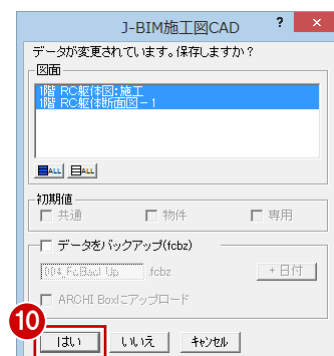 J-BIM施工図CAD ? ×
データが変更されています。保存しますか？
図面
1階 RC躯体図:施工
1階 RC躯体断面図－1
ALL ALL
初期値
共通 物件 専用
データをバックアップ(fcbz)
fcbz +日付
ARCHI Boxにアップロード
10
はい いいえ キャンセル